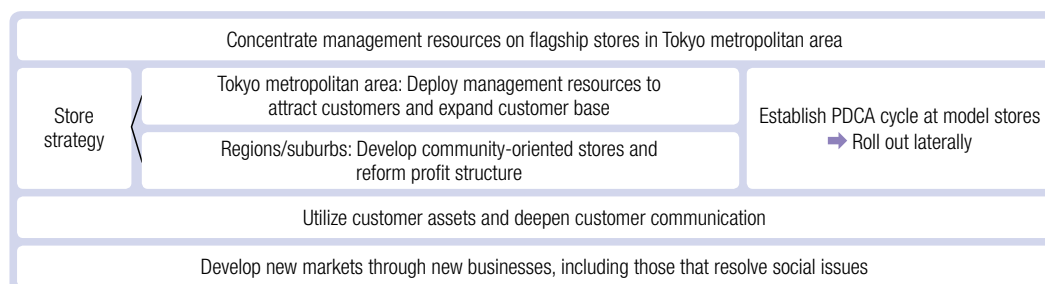 Concentrate management resources on flagship stores in Tokyo metropolitan area
Store
strategy
Tokyo metropolitan area: Deploy management resources to
attract customers and expand customer base
Regions/suburbs: Develop community-oriented stores and
reform profit structure
Establish PDCA cycle at model stores
➡ Roll out laterally
Utilize customer assets and deepen customer communication
Develop new markets through new businesses, including those that resolve social issues